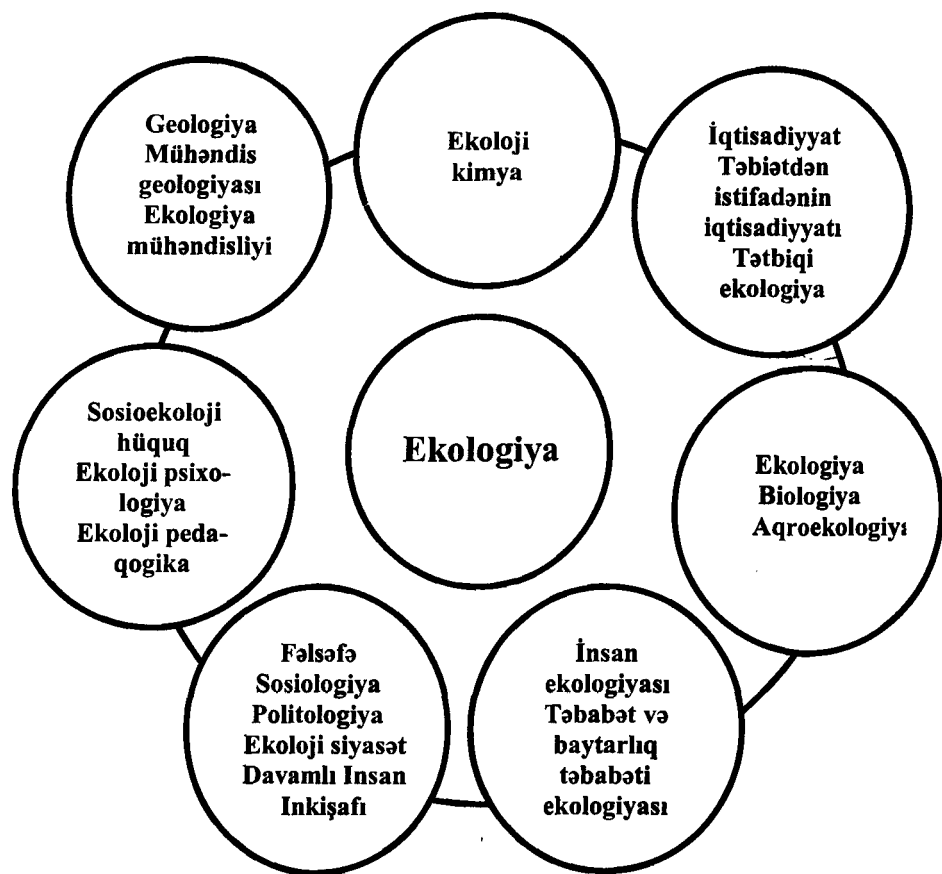 Ekoloji
kimya
İqtisadiyyat
Təbiətdən
istifadənin
iqtisadiyyatı
Tətbiqi
ekologiya
Ekologiya
Biologiya
Aqroekologiya
İnsan
ekologiyası
Təbabət və
baytarlıq
təbabəti
ekologiyası
Fəlsəfə
Sosiologiya
Politologiya
Ekoloji siyasət
Davamlı Insan
Inkişafı
Sosioekoloji
hüquq
Ekoloji psixo-
logiya
Ekoloji peda-
qogika
Geologiya
Mühəndis
geologiyası
Ekologiya
mühəndisliyi
Ekologiya